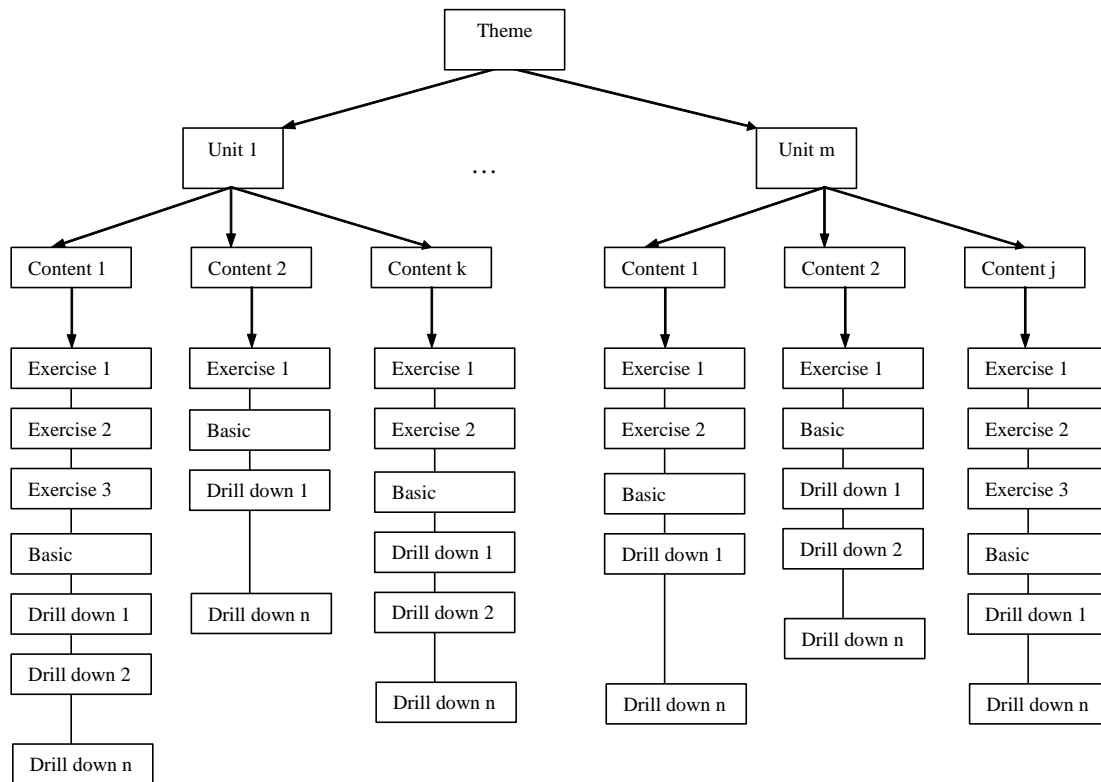 Theme
Unit 1
…
Unit m
Content 1
Content 2
Content k
Content 1
Content 2
Content j
Exercise 1
Exercise 2
Exercise 3
Basic
Drill down 1
Drill down 2
Drill down n
Exercise 1
Basic
Drill down 1
Drill down n
Exercise 1
Exercise 2
Basic
Drill down 1
Drill down 2
Drill down n
Exercise 1
Exercise 2
Basic
Drill down 1
Drill down n
Exercise 1
Basic
Drill down 1
Drill down 2
Drill down n
Exercise 1
Exercise 2
Exercise 3
Basic
Drill down 1
Drill down n